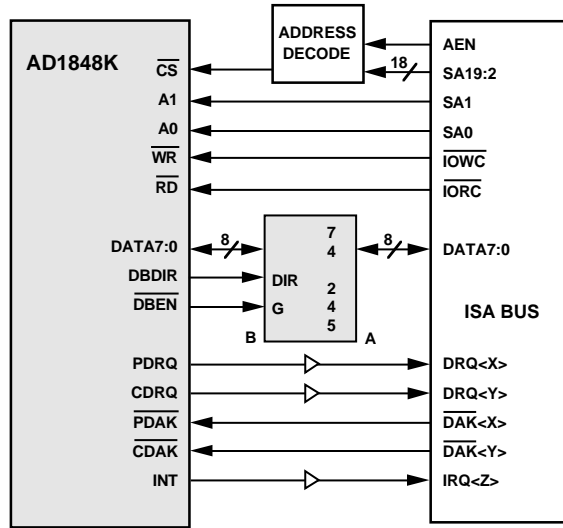 AD1848K
CS
A1
A0
WR
RD
DATA7:0
DBDIR
DBEN
PDRQ
CDRQ
PDAK
CDAK
INT
ADDRESS
DECODE
18
8
7
4
DIR
2
G
4
5
B
A
8
AEN
SA19:2
SA1
SA0
IOWC
IORC
DATA7:0
ISA BUS
DRQ<X>
DRQ<Y>
DAK<X>
DAK<Y>
IRQ<Z>